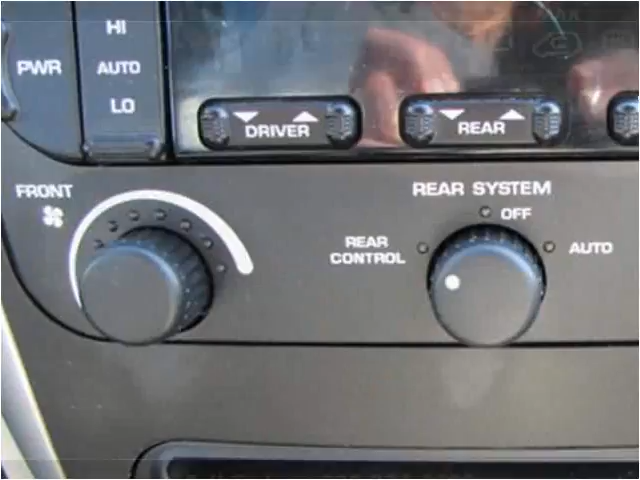 HI
PWR AUTO
LO
DRIVER REAR
FRONT REAR SYSTEM
OFF
REAR
CONTROL AUTO